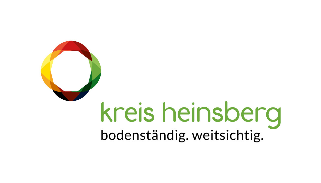 kreis heinsberg
bodenständig. weitsichtig.